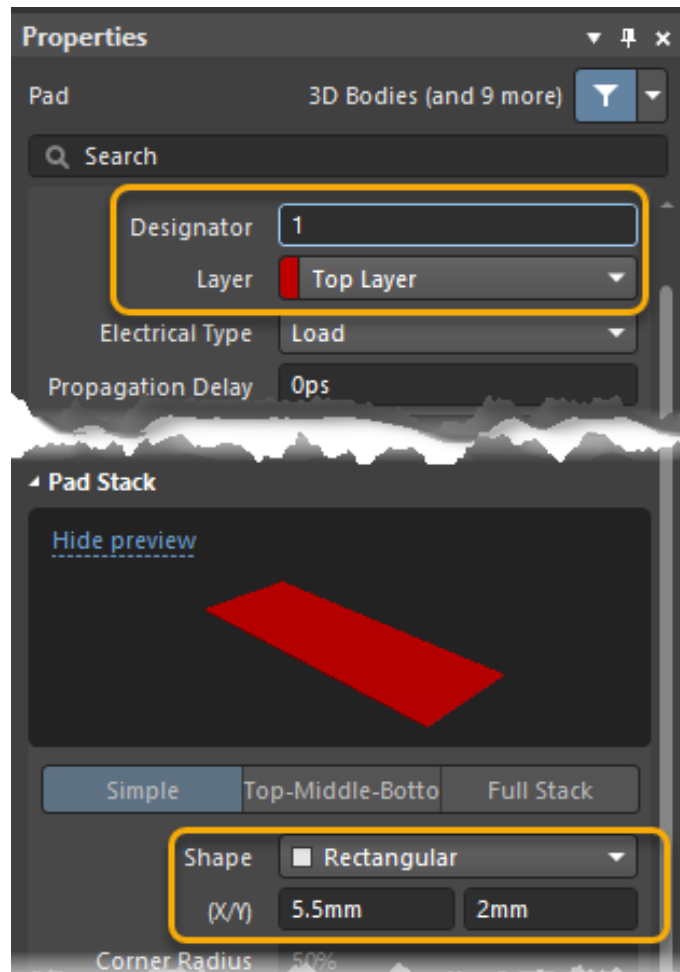 Properties
Pad 3D Bodies (and 9 more)
Search
Designator 1
Layer Top Layer
Electrical Type Load
Propagation Delay 0ps
Pad Stack
Hide preview
Simple Top-Middle-Botto Full Stack
Shape Rectangular
(X/Y) 5.5mm 2mm
Corner Radius 50%